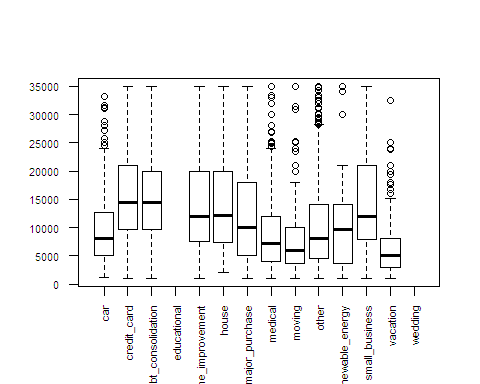 35000
30000
25000
20000
15000
10000
5000
0
car
credit_card
bt_consolidation
educational
ne_improvement
house
major_purchase
medical
moving
other
newable_energy
small_business
vacation
wedding